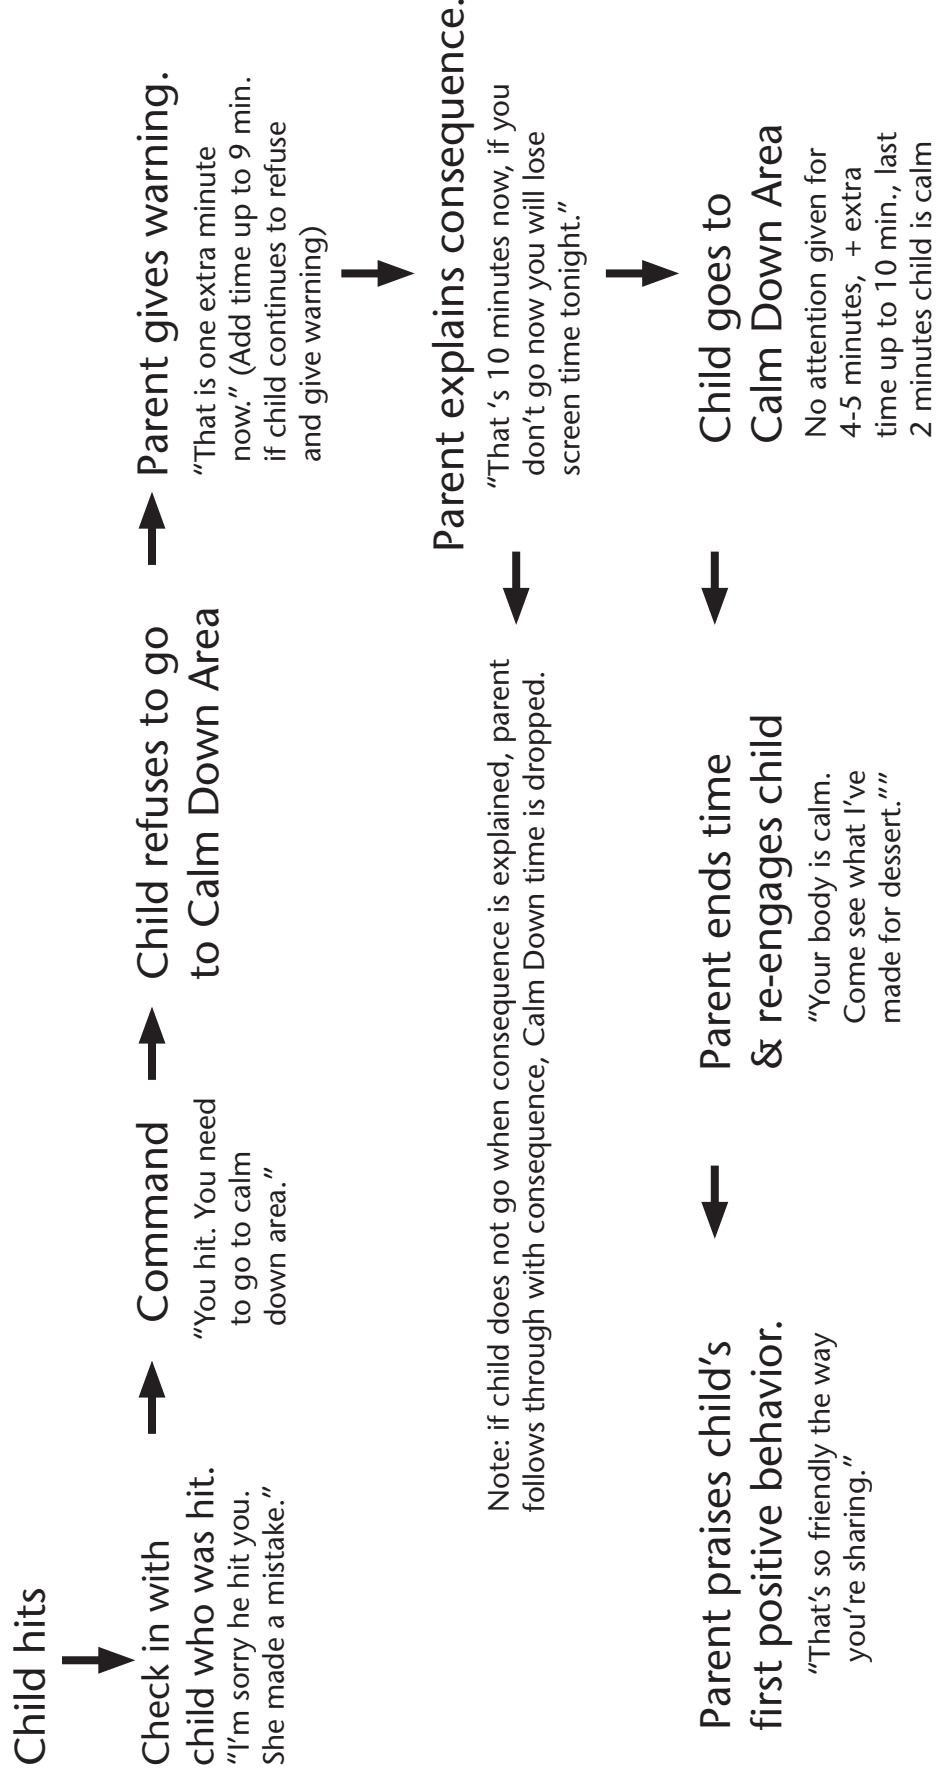 Child hits
Check in with
child who was hit.
"I'm sorry he hit you.
She made a mistake."
Command
"You hit. You need
to go to calm
down area."
Child refuses to go
to Calm Down Area
Parent gives warning.
"That is one extra minute
now." (Add time up to 9 min.
if child continues to refuse
and give warning)
Parent explains consequence.
"That 's 10 minutes now, if you
don't go now you will lose
screen time tonight."
Note: if child does not go when consequence is explained, parent
follows through with consequence, Calm Down time is dropped.
Child goes to
Calm Down Area
No attention given for
4-5 minutes, + extra
time up to 10 min., last
2 minutes child is calm
Parent ends time
& re-engages child
"Your body is calm.
Come see what I've
made for dessert.""
Parent praises child's
first positive behavior.
"That's so friendly the way
you're sharing."